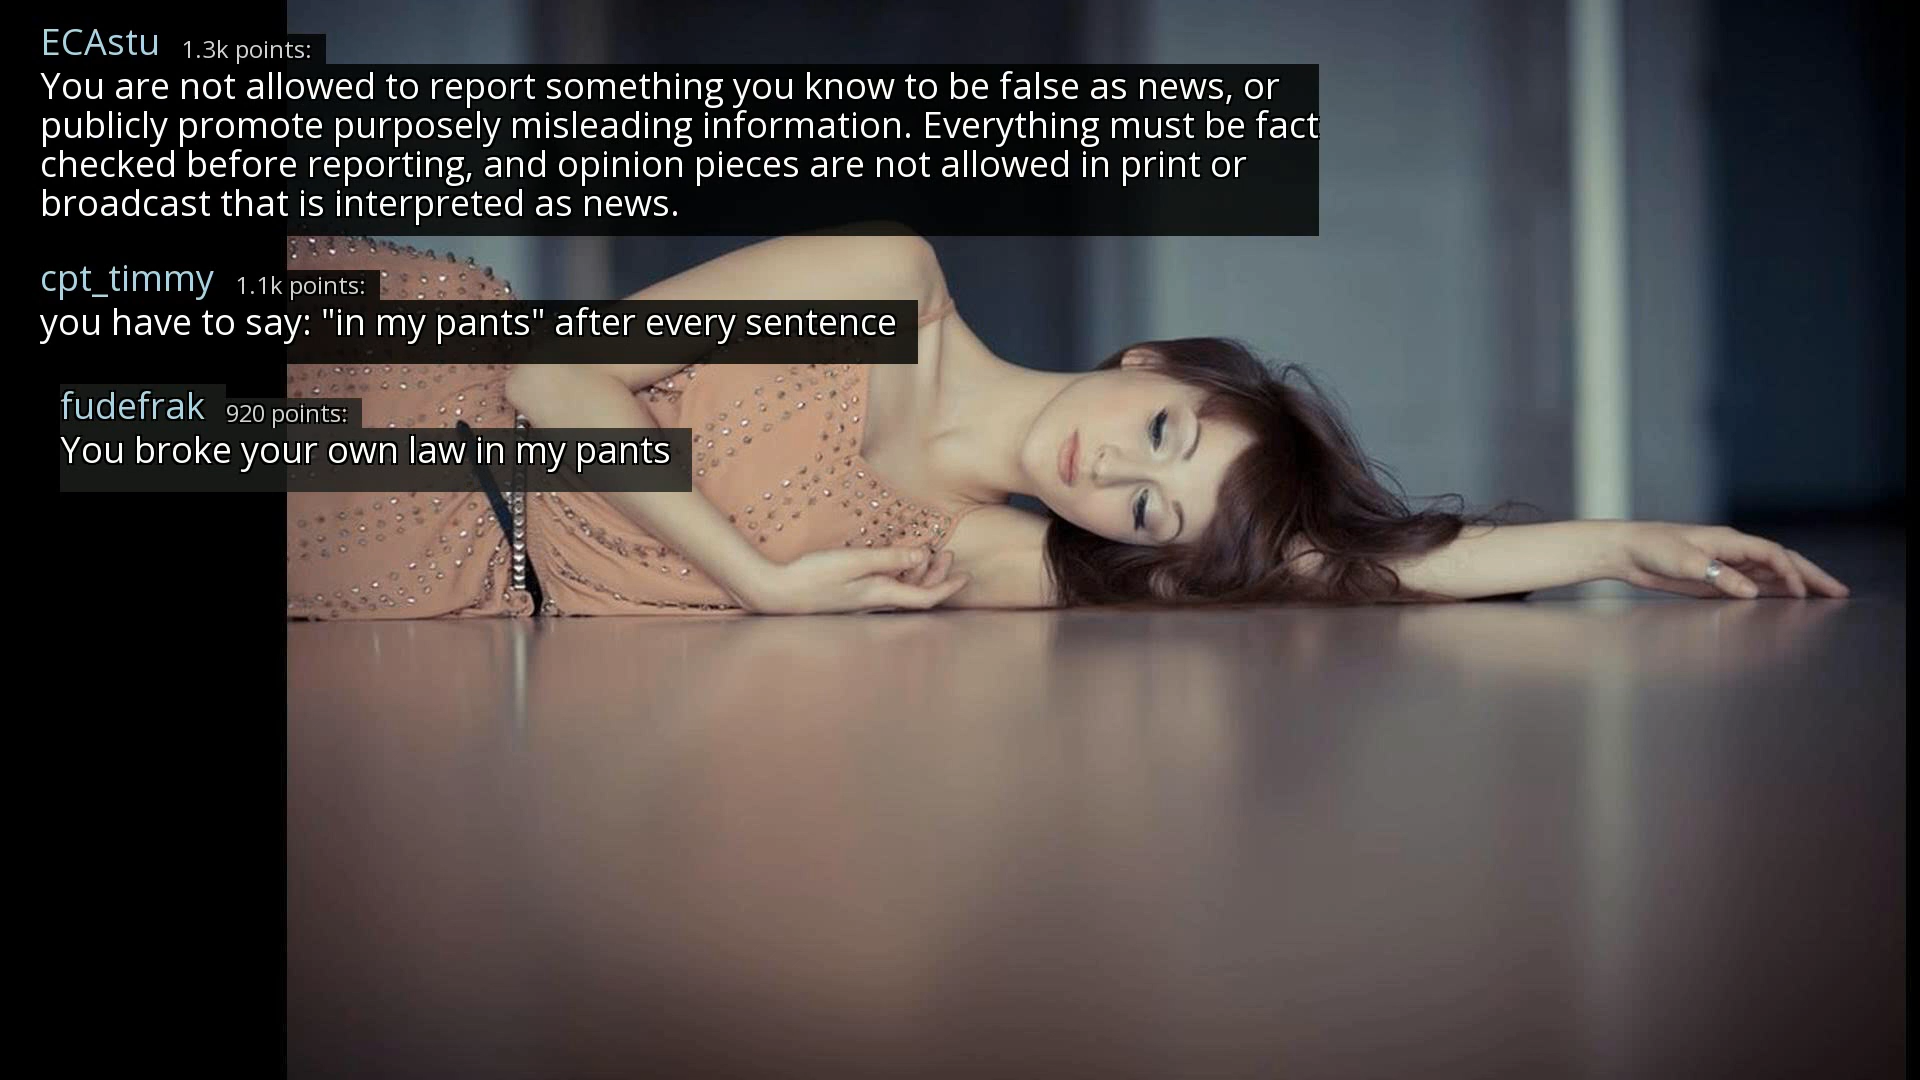 ECAstu 1.3k points:
You are not allowed to report something you know to be false as news, or
publicly promote purposely misleading information. Everything must be fact
checked before reporting, and opinion pieces are not allowed in print or
broadcast that is interpreted as news.
cpt_timmy 1.1k points:
you have to say: "in my pants" after every sentence
fudefrak 920 points:
You broke your own law in my pants